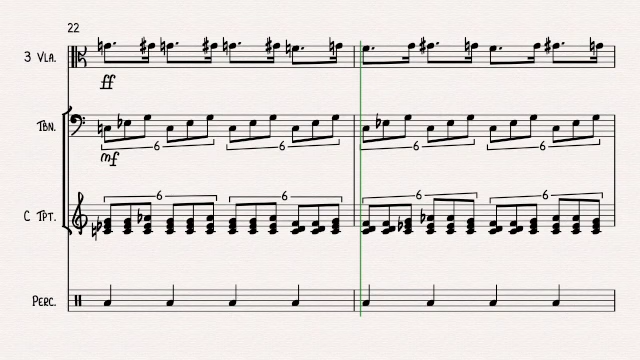 22
3 VLA.
ff
TBN.
6 6 6 6
mf
6 6 6 6
C TPT.
PERC.